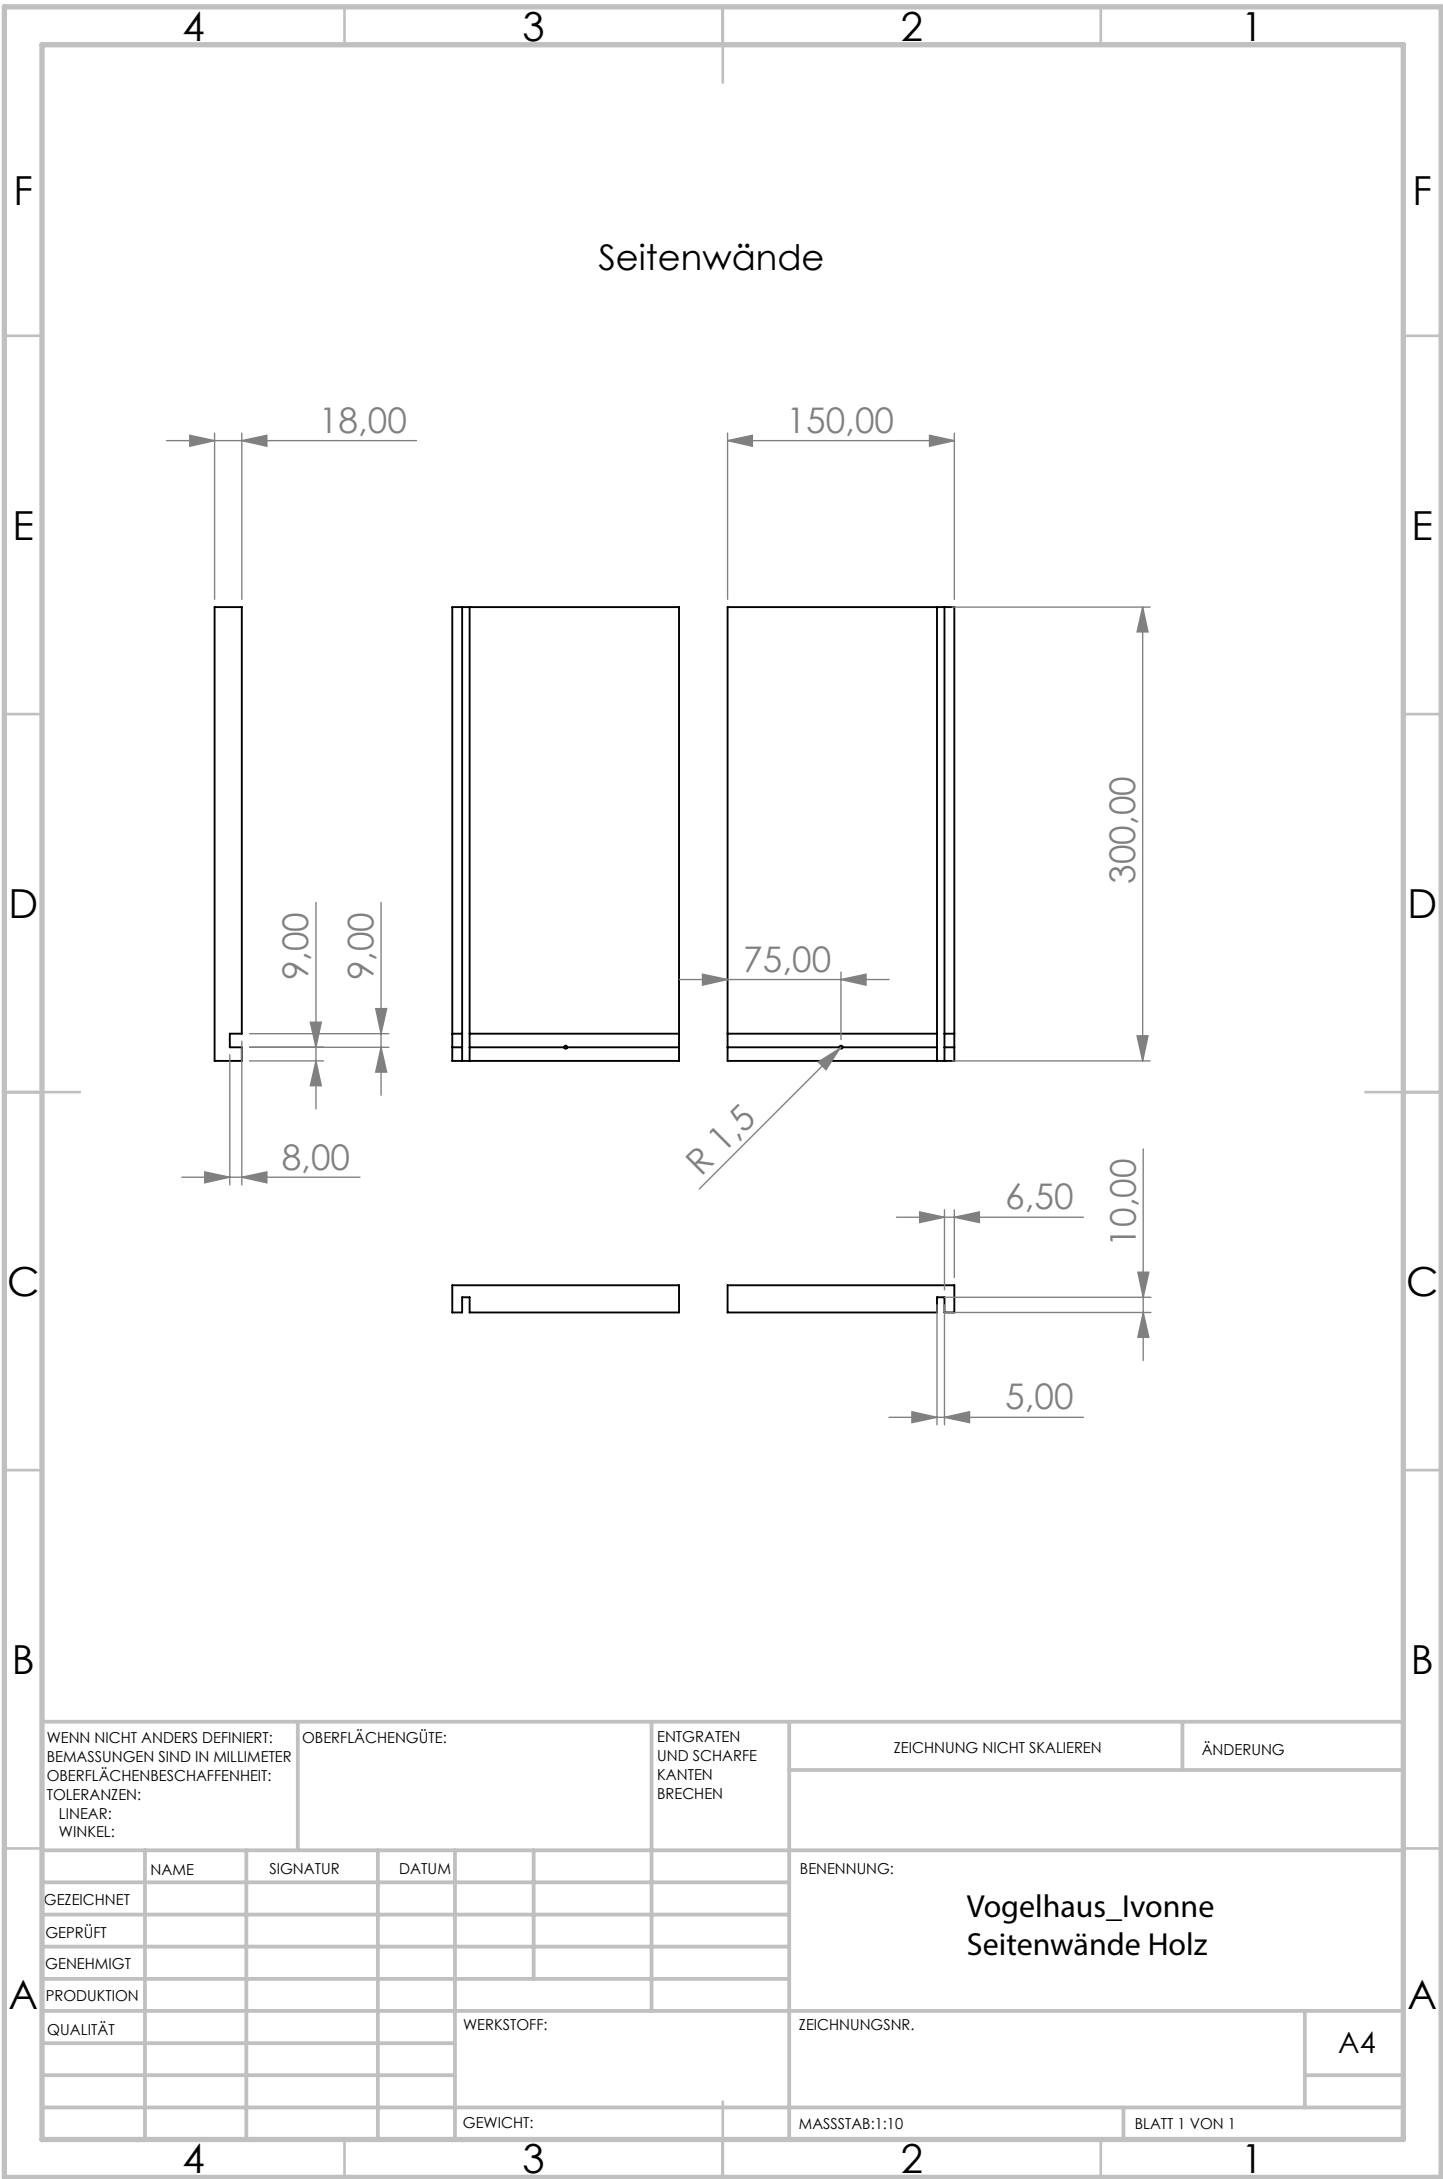 4 3 2 1
F F
Seitenwände
18,00 150,00
E E
300,00
D D
9,00 9,00
75,00
R 1,5
8,00
6,50 10,00
C C
5,00
B B
WENN NICHT ANDERS DEFINIERT:
BEMASSUNGEN SIND IN MILLIMETER
OBERFLÄCHENBESCHAFFENHEIT:
TOLERANZEN:
LINEAR:
WINKEL:
OBERFLÄCHENGÜTE:
ENTGRATEN
UND SCHARFE
KANTEN
BRECHEN
ZEICHNUNG NICHT SKALIEREN
ÄNDERUNG
NAME SIGNATUR DATUM
GEZEICHNET
GEPRÜFT
GENEHMIGT
PRODUKTION
QUALITÄT
BENENNUNG:
Vogelhaus_Ivonne
Seitenwände Holz
A A
WERKSTOFF:
ZEICHNUNGSNR.
A4
GEWICHT:
MASSSTAB:1:10
BLATT 1 VON 1
4 3 2 1